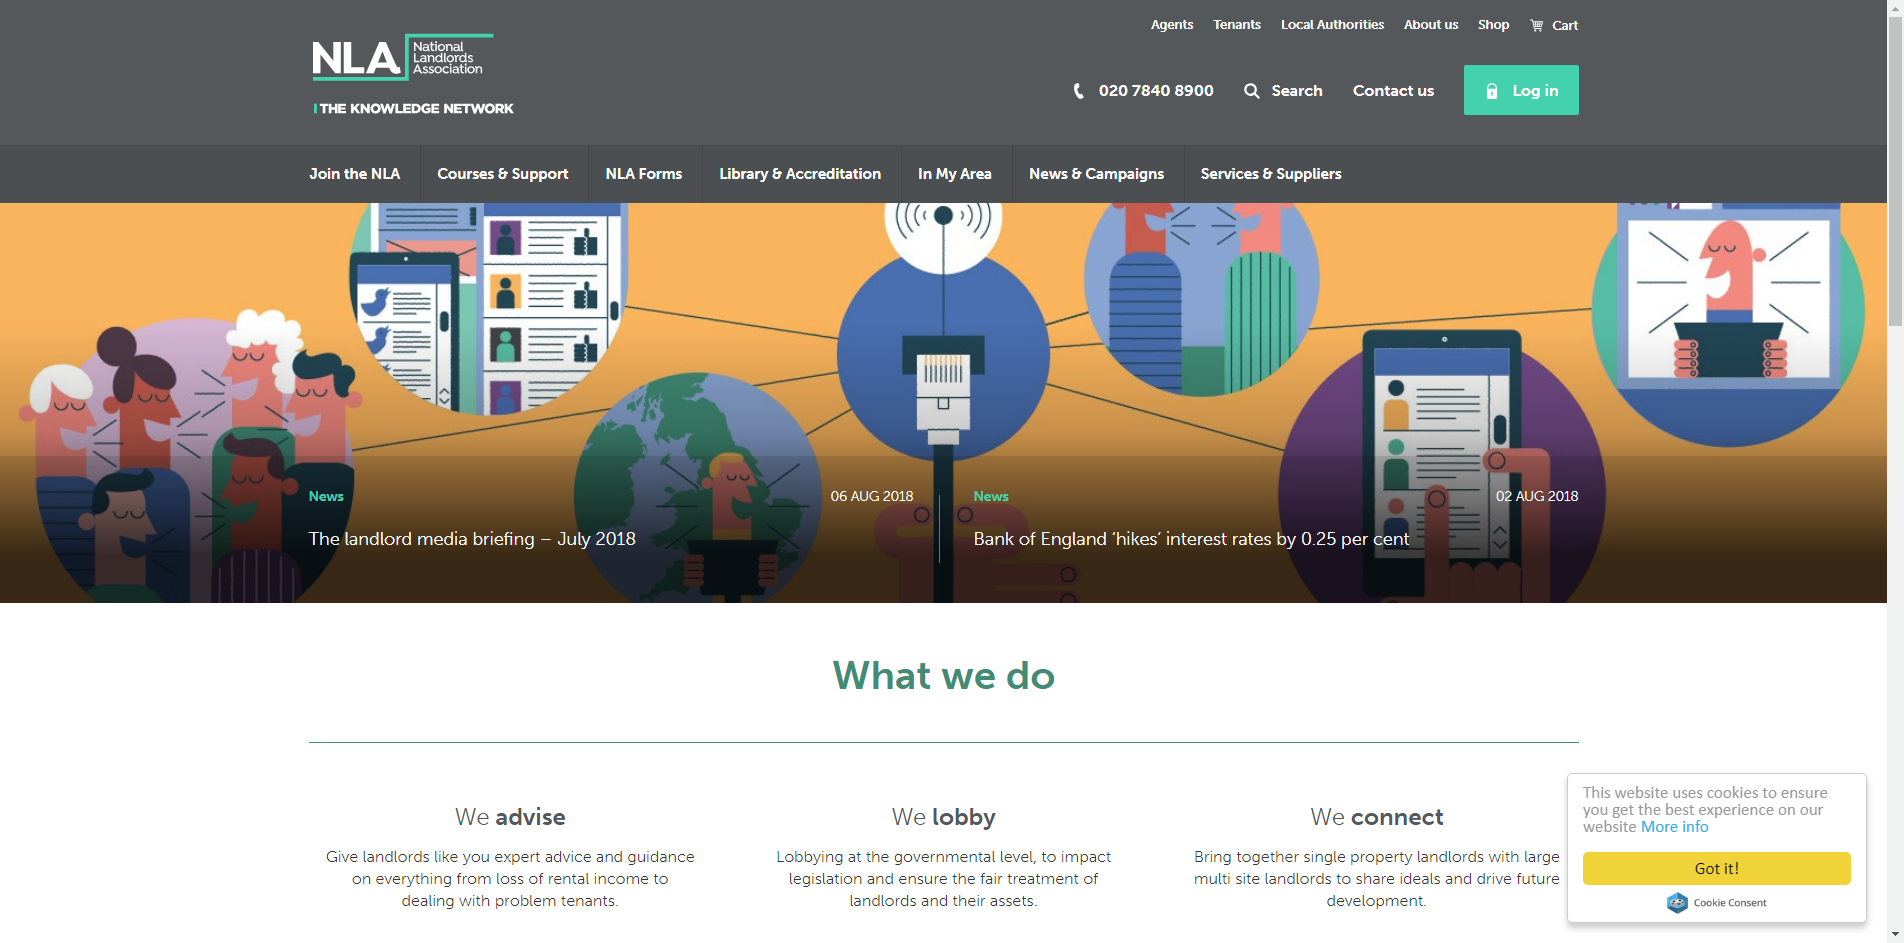 Agents Tenants Local Authorities About us Shop Cart
NLA National
Landlords
Association
THE KNOWLEDGE NETWORK
020 7840 8900 Search Contact us Log in
Join the NLA Courses & Support NLA Forms Library & Accreditation In My Area News & Campaigns Services & Suppliers
News 06 AUG 2018
The landlord media briefing – July 2018
News 02 AUG 2018
Bank of England ‘hikes’ interest rates by 0.25 per cent
What we do
We advise
Give landlords like you expert advice and guidance
on everything from loss of rental income to
dealing with problem tenants.
We lobby
Lobbying at the governmental level, to impact
legislation and ensure the fair treatment of
landlords and their assets.
We connect
Bring together single property landlords with large
multi site landlords to share ideals and drive future
development.
This website uses cookies to ensure
you get the best experience on our
website More info
Got it!
Cookie Consent